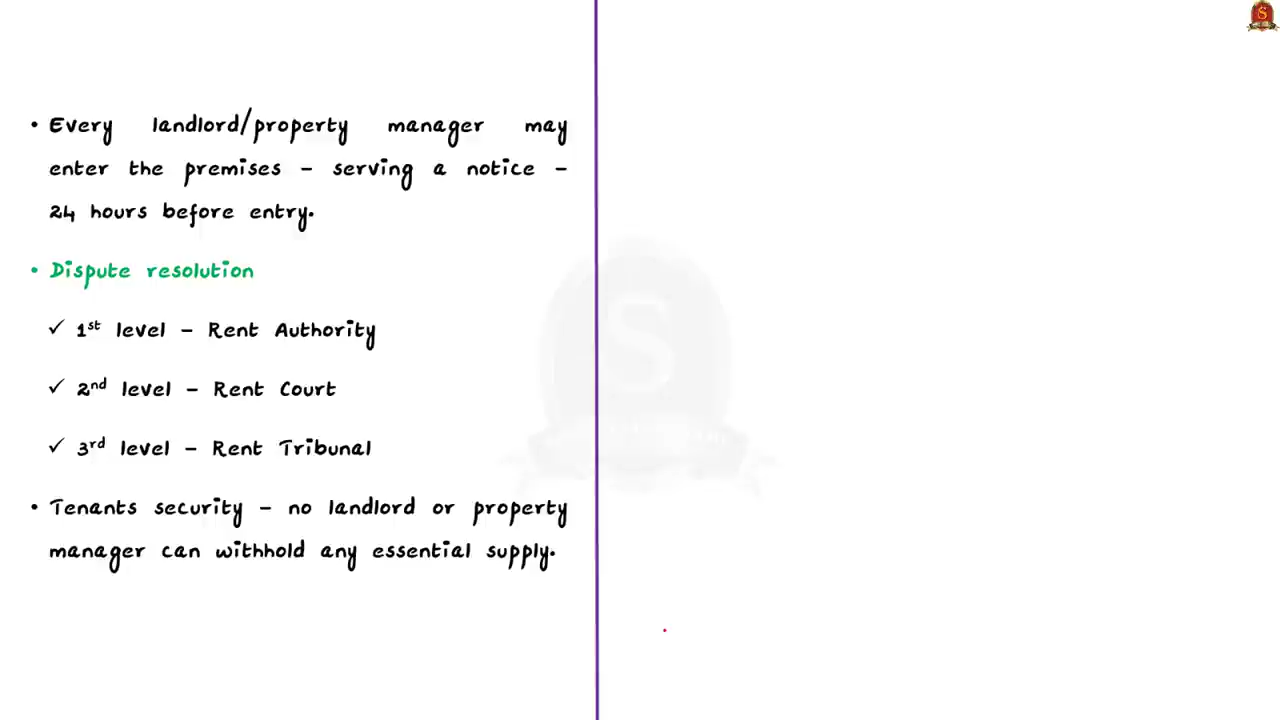 • Every landlord/property manager may
enter the premises – serving a notice –
24 hours before entry.
• Dispute resolution
✓ 1st level – Rent Authority
✓ 2nd level – Rent Court
✓ 3rd level – Rent Tribunal
• Tenants security – no landlord or property
manager can withhold any essential supply.
S
S